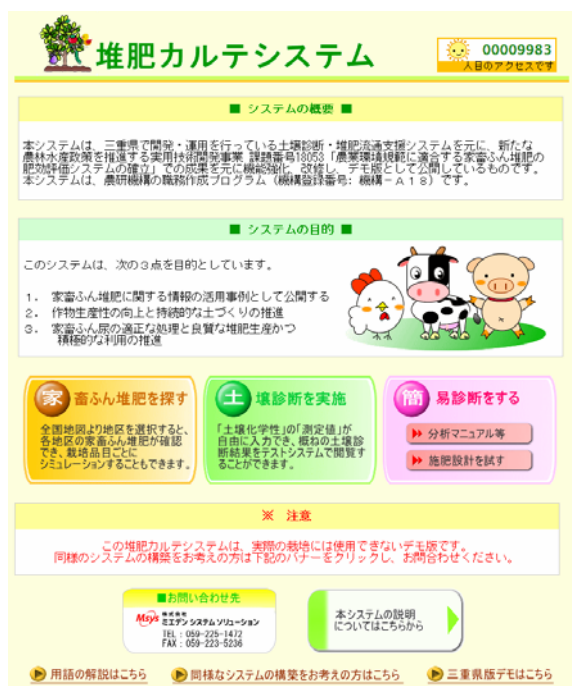 堆肥カルテシステム
00009983
人目のアクセスです
■ システムの概要 ■
本システムは、三重県で開発・運用を行っている土壌診断・堆肥流通支援システムを元に、新たな
農林水産政策を推進する実用技術開発事業 課題番号18053「農業環境規範に適合する家畜ふん堆肥の
肥効評価システムの確立」での成果を元に機能強化、改修し、デモ版として公開しているものです。
本システムは、農研機構の職務作成プログラム（機構登録番号: 機構－Ａ１８）です。
■ システムの目的 ■
このシステムは、次の３点を目的としています。
１． 家畜ふん堆肥に関する情報の活用事例として公開する
２． 作物生産性の向上と持続的な土づくりの推進
３． 家畜ふん尿の適正な処理と良質な堆肥生産かつ
積極的な利用の推進
家畜ふん堆肥を探す
全国地図より地区を選択すると、
各地区の家畜ふん堆肥が確認
でき、栽培品目ごとに
シミュレーションすることもできます。
土壌診断を実施
「土壌化学性」の「測定値」が
自由に入力でき、概ねの土壌診
断結果をテストシステムで閲覧す
ることができます。
簡易診断をする
分析マニュアル等
施肥設計を試す
※ 注意
この堆肥カルテシステムは、実際の栽培には使用できないデモ版です。
同様のシステムの構築をお考えの方は下記のバナーをクリックし、お問合わせください。
■お問い合わせ先
Msys 株式会社
ミエデン システム ソリューション
TEL : 059-225-1472
FAX : 059-223-5236
本システムの説明
についてはこちらから
用語の解説はこちら 同様なシステムの構築をお考えの方はこちら 三重県版デモはこちら